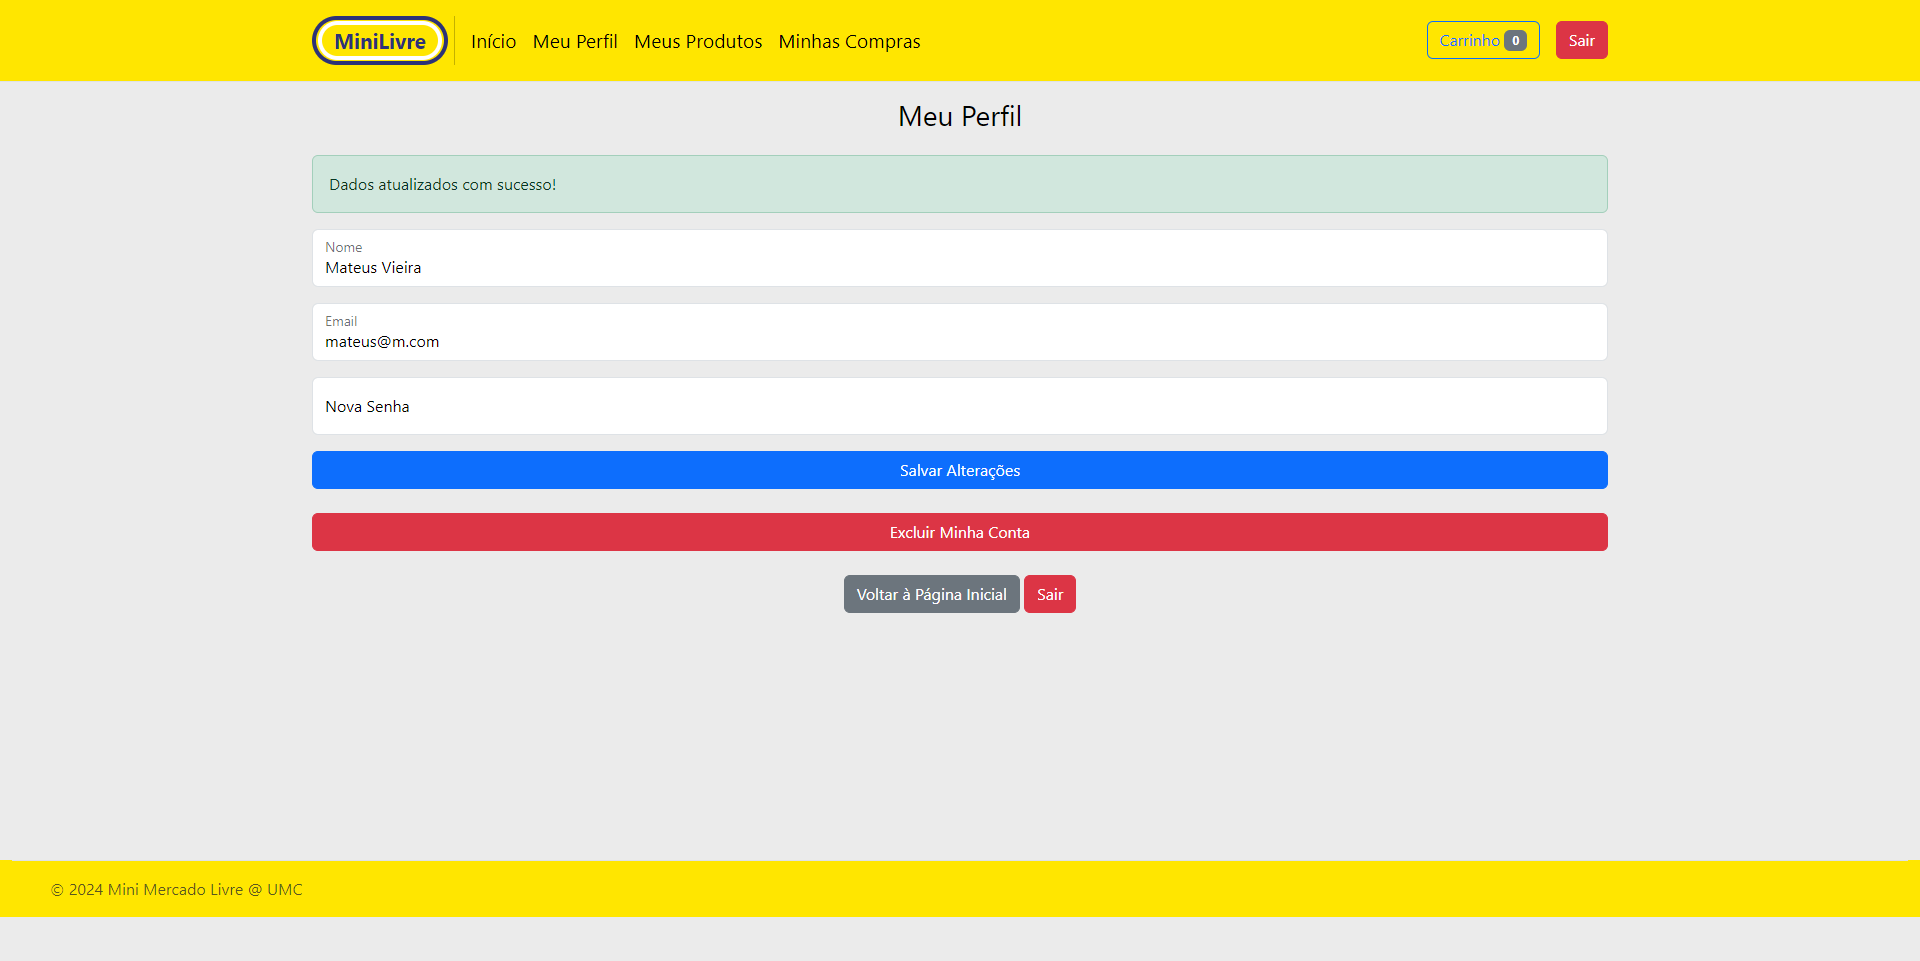 MiniLivre Início Meu Perfil Meus Produtos Minhas Compras Carrinho 0 Sair
Meu Perfil
Dados atualizados com sucesso!
Nome
Mateus Vieira
Email
mateus@m.com
Nova Senha
Salvar Alterações
Excluir Minha Conta
Voltar à Página Inicial Sair
© 2024 Mini Mercado Livre @ UMC